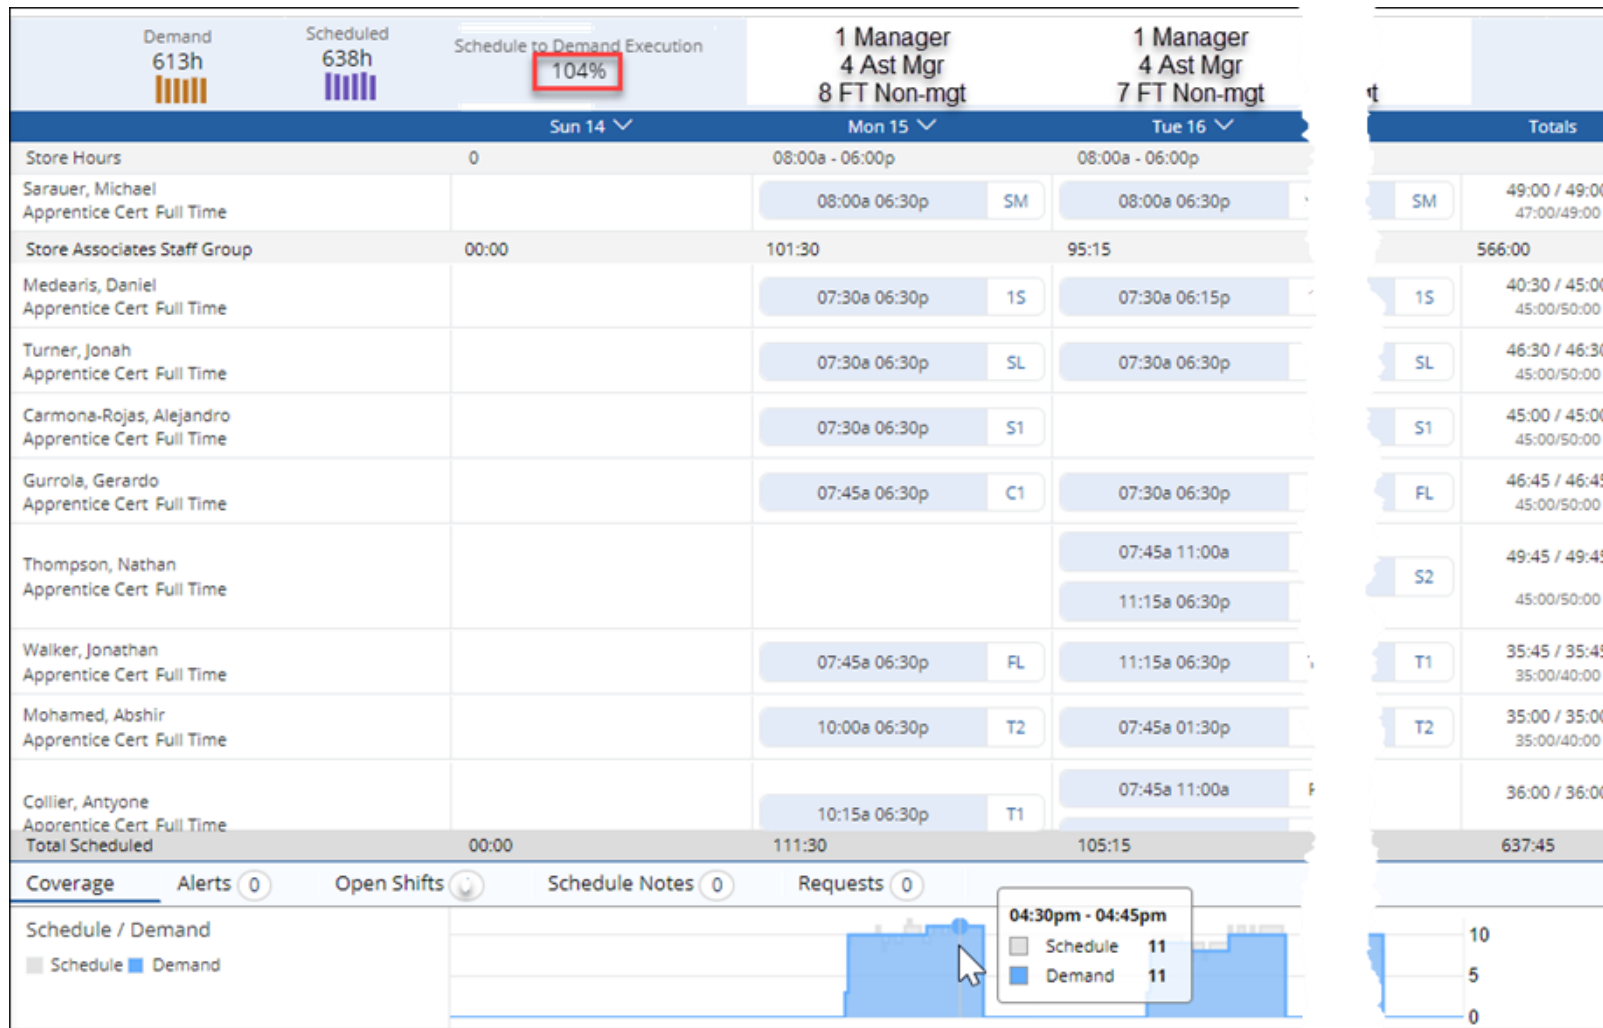 Demand
613h
Scheduled
638h
Schedule to Demand Execution
104%
1 Manager
4 Ast Mgr
8 FT Non-mgt
1 Manager
4 Ast Mgr
7 FT Non-mgt
Sun 14 Mon 15 Tue 16 Totals
Store Hours 0 08:00a - 06:00p 08:00a - 06:00p
Sarauer, Michael
Apprentice Cert Full Time
08:00a 06:30p SM 08:00a 06:30p SM
49:00 / 49:00
47:00/49:00
Store Associates Staff Group 00:00 101:30 95:15 566:00
Medearis, Daniel
Apprentice Cert Full Time
07:30a 06:30p 1S 07:30a 06:15p 1S
40:30 / 45:00
45:00/50:00
Turner, Jonah
Apprentice Cert Full Time
07:30a 06:30p SL 07:30a 06:30p SL
46:30 / 46:30
45:00/50:00
Carmona-Rojas, Alejandro
Apprentice Cert Full Time
07:30a 06:30p S1 S1
45:00 / 45:00
45:00/50:00
Gurrola, Gerardo
Apprentice Cert Full Time
07:45a 06:30p C1 07:30a 06:30p FL
46:45 / 46:45
45:00/50:00
Thompson, Nathan
Apprentice Cert Full Time
07:45a 11:00a
11:15a 06:30p
S2
49:45 / 49:45
45:00/50:00
Walker, Jonathan
Apprentice Cert Full Time
07:45a 06:30p FL 11:15a 06:30p T1
35:45 / 35:45
35:00/40:00
Mohamed, Abshir
Apprentice Cert Full Time
10:00a 06:30p T2 07:45a 01:30p T2
35:00 / 35:00
35:00/40:00
Collier, Antyone
Apprentice Cert Full Time
10:15a 06:30p T1 07:45a 11:00a
36:00 / 36:00
Total Scheduled 00:00 111:30 105:15 637:45
Coverage Alerts 0 Open Shifts Schedule Notes 0 Requests 0
Schedule / Demand
Schedule Demand
04:30pm - 04:45pm
Schedule 11
Demand 11
10
5
0